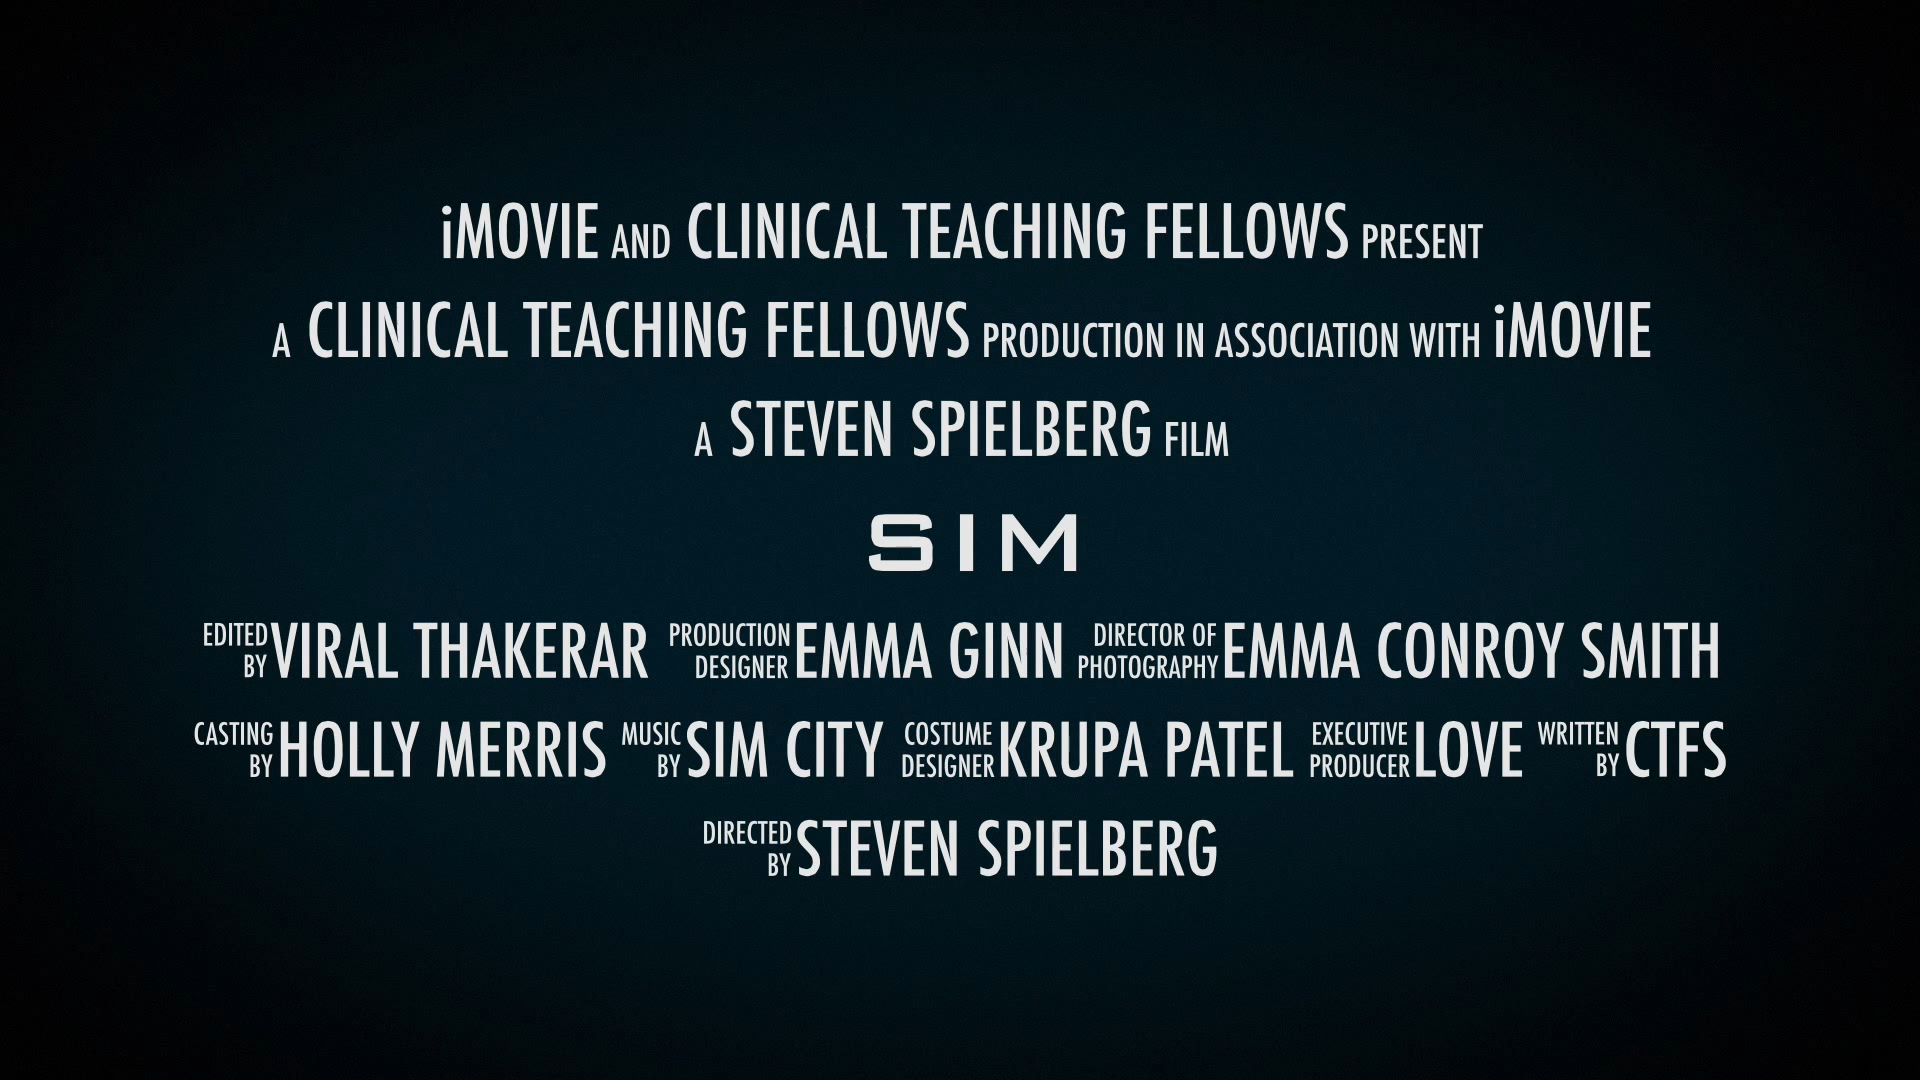 iMOVIE AND CLINICAL TEACHING FELLOWS PRESENT
A CLINICAL TEACHING FELLOWS PRODUCTION IN ASSOCIATION WITH iMOVIE
A STEVEN SPIELBERG FILM
SIM
EDITED BY VIRAL THAKERAR PRODUCTION DESIGNER EMMA GINN DIRECTOR OF PHOTOGRAPHY EMMA CONROY SMITH
CASTING BY HOLLY MERRIS MUSIC BY SIM CITY COSTUME DESIGNER KRUPA PATEL EXECUTIVE PRODUCER LOVE WRITTEN BY CTFS
DIRECTED BY STEVEN SPIELBERG